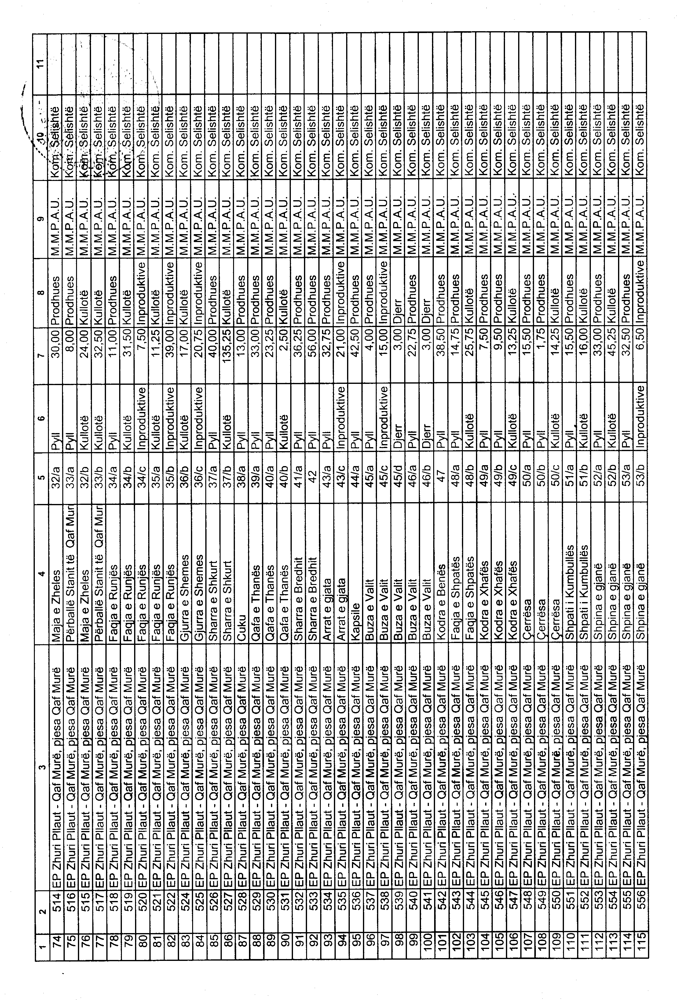 1 2 3 4 5 6 7 8 9 10 11
74 514 EP Zhuri Pllaut - Qaf Murë, pjesa Qaf Murë Maja e Zheles 32/a Pyll 30,00 Prodhues M.M.P.A.U. Kom. Selishtë
75 516 EP Zhuri Pllaut - Qaf Murë, pjesa Qaf Murë Përballë Stanit të Qaf Mur 33/a Pyll 8,00 Prodhues M.M.P.A.U. Kom. Selishtë
76 515 EP Zhuri Pllaut - Qaf Murë, pjesa Qaf Murë Maja e Zheles 32/b Kullotë 24,00 Kullotë M.M.P.A.U. Kom. Selishtë
77 517 EP Zhuri Pllaut - Qaf Murë, pjesa Qaf Murë Përballë Stanit të Qaf Mur 33/b Kullotë 32,50 Kullotë M.M.P.A.U. Kom. Selishtë
78 518 EP Zhuri Pllaut - Qaf Murë, pjesa Qaf Murë Faqja e Runjës 34/a Pyll 11,00 Prodhues M.M.P.A.U. Kom. Selishtë
79 519 EP Zhuri Pllaut - Qaf Murë, pjesa Qaf Murë Faqja e Runjës 34/b Kullotë 31,50 Kullotë M.M.P.A.U. Kom. Selishtë
80 520 EP Zhuri Pllaut - Qaf Murë, pjesa Qaf Murë Faqja e Runjës 34/c Inproduktive 7,50 Inproduktive M.M.P.A.U. Kom. Selishtë
81 521 EP Zhuri Pllaut - Qaf Murë, pjesa Qaf Murë Faqja e Runjës 35/a Kullotë 11,25 Kullotë M.M.P.A.U. Kom. Selishtë
82 522 EP Zhuri Pllaut - Qaf Murë, pjesa Qaf Murë Faqja e Runjës 35/b Inproduktive 39,00 Inproduktive M.M.P.A.U. Kom. Selishtë
83 524 EP Zhuri Pllaut - Qaf Murë, pjesa Qaf Murë Gjurra e Shemes 36/b Kullotë 17,00 Kullotë M.M.P.A.U. Kom. Selishtë
84 525 EP Zhuri Pllaut - Qaf Murë, pjesa Qaf Murë Gjurra e Shemes 36/c Inproduktive 20,75 Inproduktive M.M.P.A.U. Kom. Selishtë
85 526 EP Zhuri Pllaut - Qaf Murë, pjesa Qaf Murë Sharra e Shkurt 37/a Pyll 40,00 Prodhues M.M.P.A.U. Kom. Selishtë
86 527 EP Zhuri Pllaut - Qaf Murë, pjesa Qaf Murë Sharra e Shkurt 37/b Kullotë 135,25 Kullotë M.M.P.A.U. Kom. Selishtë
87 528 EP Zhuri Pllaut - Qaf Murë, pjesa Qaf Murë Cuku 38/a Pyll 13,00 Prodhues M.M.P.A.U. Kom. Selishtë
88 529 EP Zhuri Pllaut - Qaf Murë, pjesa Qaf Murë Qafa e Thanës 39/a Pyll 33,00 Prodhues M.M.P.A.U. Kom. Selishtë
89 530 EP Zhuri Pllaut - Qaf Murë, pjesa Qaf Murë Qafa e Thanës 40/a Pyll 23,25 Prodhues M.M.P.A.U. Kom. Selishtë
90 531 EP Zhuri Pllaut - Qaf Murë, pjesa Qaf Murë Qafa e Thanës 40/b Kullotë 2,50 Kullotë M.M.P.A.U. Kom. Selishtë
91 532 EP Zhuri Pllaut - Qaf Murë, pjesa Qaf Murë Sharra e Bredhit 41/a Pyll 36,25 Prodhues M.M.P.A.U. Kom. Selishtë
92 533 EP Zhuri Pllaut - Qaf Murë, pjesa Qaf Murë Sharra e Bredhit 42 Pyll 56,00 Prodhues M.M.P.A.U. Kom. Selishtë
93 534 EP Zhuri Pllaut - Qaf Murë, pjesa Qaf Murë Arrat e gjata 43/a Pyll 32,75 Prodhues M.M.P.A.U. Kom. Selishtë
94 535 EP Zhuri Pllaut - Qaf Murë, pjesa Qaf Murë Arrat e gjata 43/c Inproduktive 21,00 Inproduktive M.M.P.A.U. Kom. Selishtë
95 536 EP Zhuri Pllaut - Qaf Murë, pjesa Qaf Murë Kapsile 44/a Pyll 42,50 Prodhues M.M.P.A.U. Kom. Selishtë
96 537 EP Zhuri Pllaut - Qaf Murë, pjesa Qaf Murë Buza e Valit 45/a Pyll 4,00 Prodhues M.M.P.A.U. Kom. Selishtë
97 538 EP Zhuri Pllaut - Qaf Murë, pjesa Qaf Murë Buza e Valit 45/c Inproduktive 15,00 Inproduktive M.M.P.A.U. Kom. Selishtë
98 539 EP Zhuri Pllaut - Qaf Murë, pjesa Qaf Murë Buza e Valit 45/d Djerr 3,00 Djerr M.M.P.A.U. Kom. Selishtë
99 540 EP Zhuri Pllaut - Qaf Murë, pjesa Qaf Murë Buza e Valit 46/a Pyll 22,75 Prodhues M.M.P.A.U. Kom. Selishtë
100 541 EP Zhuri Pllaut - Qaf Murë, pjesa Qaf Murë Buza e Valit 46/b Djerr 3,00 Djerr M.M.P.A.U. Kom. Selishtë
101 542 EP Zhuri Pllaut - Qaf Murë, pjesa Qaf Murë Kodra e Benës 47 Pyll 38,50 Prodhues M.M.P.A.U. Kom. Selishtë
102 543 EP Zhuri Pllaut - Qaf Murë, pjesa Qaf Murë Faqja e Shpatës 48/a Pyll 14,75 Prodhues M.M.P.A.U. Kom. Selishtë
103 544 EP Zhuri Pllaut - Qaf Murë, pjesa Qaf Murë Faqja e Shpatës 48/b Kullotë 25,75 Kullotë M.M.P.A.U. Kom. Selishtë
104 545 EP Zhuri Pllaut - Qaf Murë, pjesa Qaf Murë Kodra e Xhafës 49/a Pyll 7,50 Prodhues M.M.P.A.U. Kom. Selishtë
105 546 EP Zhuri Pllaut - Qaf Murë, pjesa Qaf Murë Kodra e Xhafës 49/b Pyll 9,50 Prodhues M.M.P.A.U. Kom. Selishtë
106 547 EP Zhuri Pllaut - Qaf Murë, pjesa Qaf Murë Kodra e Xhafës 49/c Kullotë 13,25 Kullotë M.M.P.A.U. Kom. Selishtë
107 548 EP Zhuri Pllaut - Qaf Murë, pjesa Qaf Murë Çerrësa 50/a Pyll 15,50 Prodhues M.M.P.A.U. Kom. Selishtë
108 549 EP Zhuri Pllaut - Qaf Murë, pjesa Qaf Murë Çerrësa 50/b Pyll 1,75 Prodhues M.M.P.A.U. Kom. Selishtë
109 550 EP Zhuri Pllaut - Qaf Murë, pjesa Qaf Murë Çerrësa 50/c Kullotë 14,25 Kullotë M.M.P.A.U. Kom. Selishtë
110 551 EP Zhuri Pllaut - Qaf Murë, pjesa Qaf Murë Shpati i Kumbullës 51/a Pyll 15,50 Prodhues M.M.P.A.U. Kom. Selishtë
111 552 EP Zhuri Pllaut - Qaf Murë, pjesa Qaf Murë Shpati i Kumbullës 51/b Kullotë 16,00 Kullotë M.M.P.A.U. Kom. Selishtë
112 553 EP Zhuri Pllaut - Qaf Murë, pjesa Qaf Murë Shpina e gjanë 52/a Pyll 33,00 Prodhues M.M.P.A.U. Kom. Selishtë
113 554 EP Zhuri Pllaut - Qaf Murë, pjesa Qaf Murë Shpina e gjanë 52/b Kullotë 45,25 Kullotë M.M.P.A.U. Kom. Selishtë
114 555 EP Zhuri Pllaut - Qaf Murë, pjesa Qaf Murë Shpina e gjanë 53/a Pyll 32,50 Prodhues M.M.P.A.U. Kom. Selishtë
115 556 EP Zhuri Pllaut - Qaf Murë, pjesa Qaf Murë Shpina e gjanë 53/b Inproduktive 6,50 Inproduktive M.M.P.A.U. Kom. Selishtë